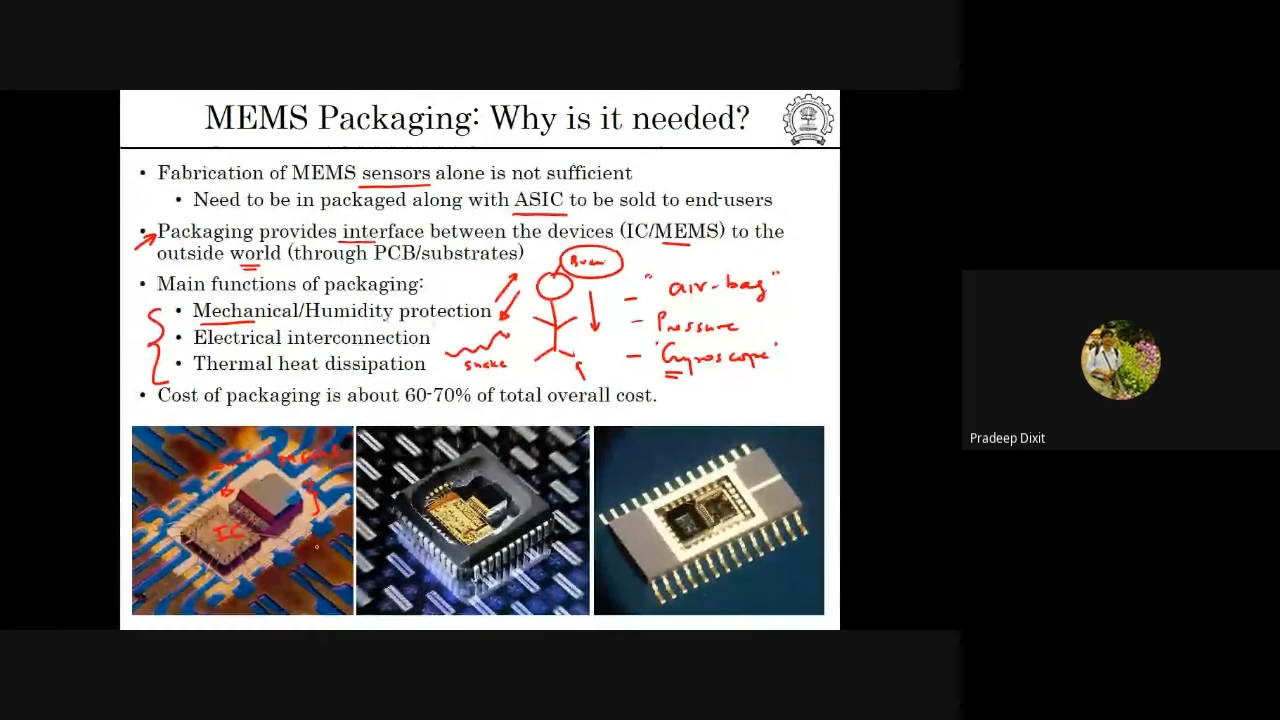 MEMS Packaging: Why is it needed?
• Fabrication of MEMS sensors alone is not sufficient
• Need to be in packaged along with ASIC to be sold to end-users
• Packaging provides interface between the devices (IC/MEMS) to the
outside world (through PCB/substrates)
• Main functions of packaging:
• Mechanical/Humidity protection
• Electrical interconnection
• Thermal heat dissipation
• Cost of packaging is about 60-70% of total overall cost.
Brain
- "air-bag"
- Pressure
- "Gyroscope"
snake
mems
IC
Pradeep Dixit